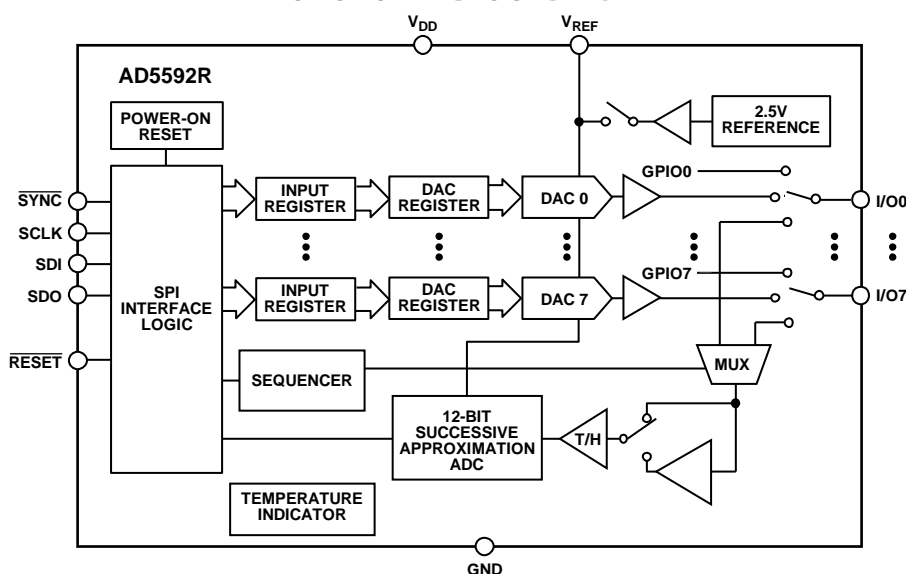 VDD
VREF
AD5592R
POWER-ON
RESET
2.5V
REFERENCE
SYNC
SCLK
SDI
SDO
RESET
SPI
INTERFACE
LOGIC
INPUT
REGISTER
DAC
REGISTER
DAC 0
GPIO0
I/O0
INPUT
REGISTER
DAC
REGISTER
DAC 7
GPIO7
I/O7
SEQUENCER
MUX
12-BIT
SUCCESSIVE
APPROXIMATION
ADC
T/H
TEMPERATURE
INDICATOR
GND